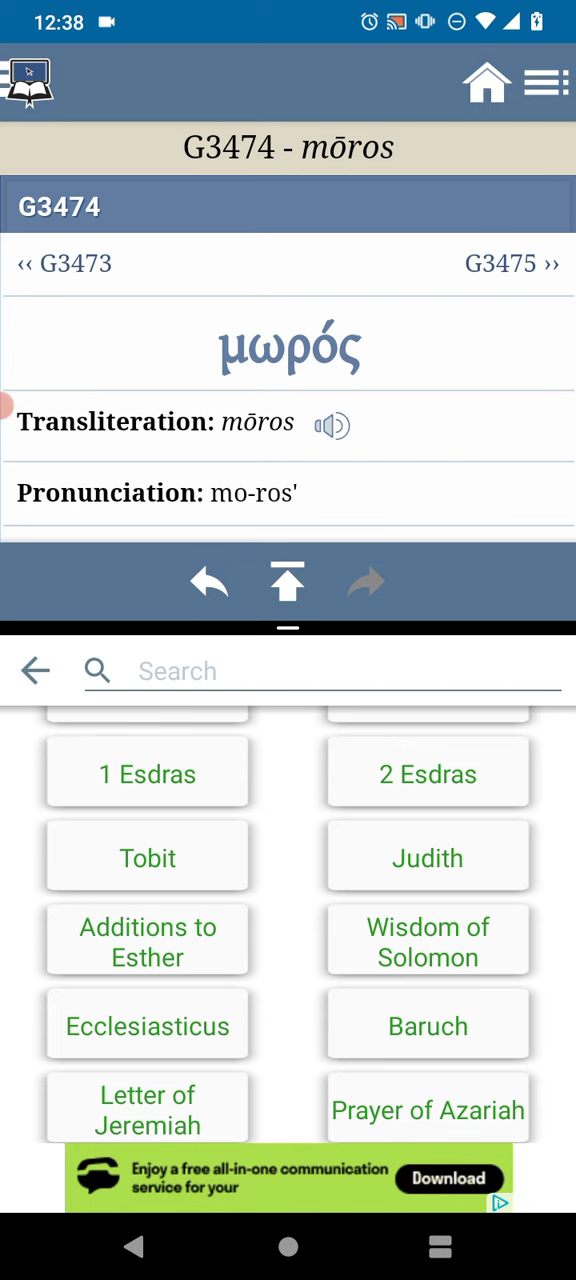 12:38
G3474 - mōros
G3474
‹‹ G3473
G3475 ››
μωρός
Transliteration: mōros
Pronunciation: mo-ros'
Search
1 Esdras
2 Esdras
Tobit
Judith
Additions to
Esther
Wisdom of
Solomon
Ecclesiasticus
Baruch
Letter of
Jeremiah
Prayer of Azariah
Enjoy a free all-in-one communication
service for your
Download